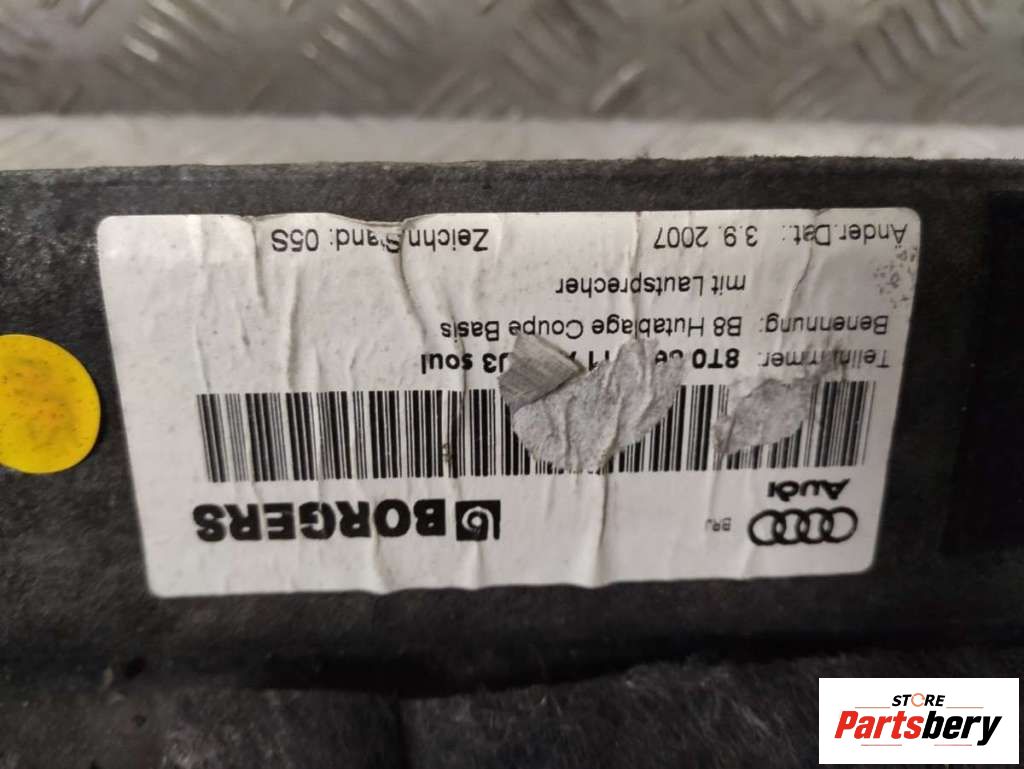 BRJ
BORGERS
Audi
Teilnummer: 8T0 soul
Benennung: B8 Hutablage Coupe Basis
mit Lautsprecher
Änder.Dat.: 3.9. 2007 Zeichn.Stand: 05S
STORE
Partsbery